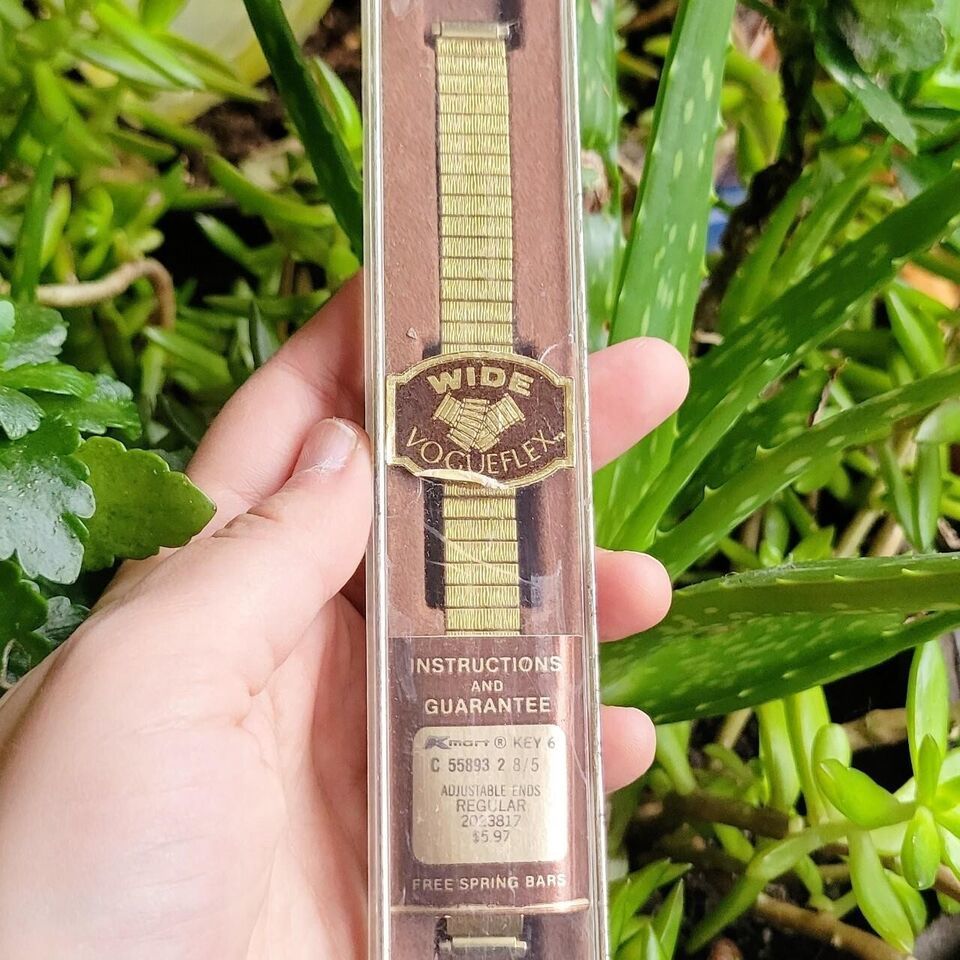 WIDE
VOGUEFLEX
INSTRUCTIONS
AND
GUARANTEE
Kmart ® KEY 6
C 55893 2 8/5
ADJUSTABLE ENDS
REGULAR
2023817
$5.97
FREE SPRING BARS